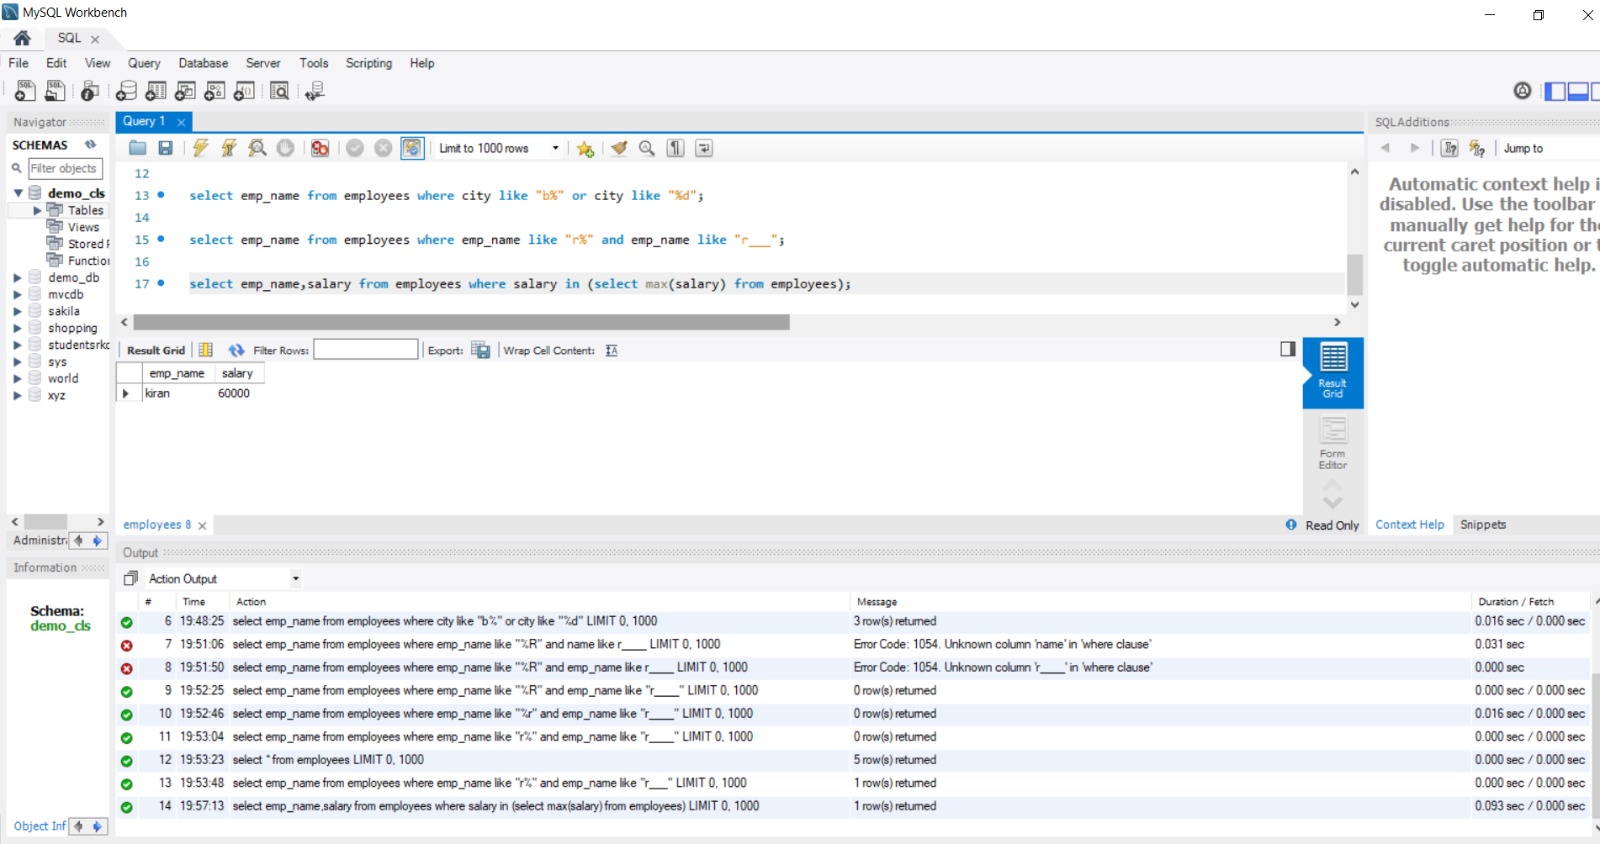 MySQL Workbench
SQL
File Edit View Query Database Server Tools Scripting Help
Navigator
SCHEMAS
Filter objects
demo_cls
Tables
Views
Stored P
Functio
demo_db
mvcdb
sakila
shopping
studentsrkc
sys
world
xyz
Administr
Information
Schema:
demo_cls
Object Inf
Query 1
Limit to 1000 rows
12
13 select emp_name from employees where city like "b%" or city like "%d";
14
15 select emp_name from employees where emp_name like "r%" and emp_name like "r___";
16
17 select emp_name,salary from employees where salary in (select max(salary) from employees);
Result Grid Filter Rows: Export: Wrap Cell Content:
emp_name salary
kiran 60000
Result
Grid
Form
Editor
employees 8
Read Only
SQLAdditions
Jump to
Automatic context help i
disabled. Use the toolbar
manually get help for the
current caret position or t
toggle automatic help.
Context Help Snippets
Output
Action Output
# Time Action Message Duration / Fetch
6 19:48:25 select emp_name from employees where city like "b%" or city like "%d" LIMIT 0, 1000 3 row(s) returned 0.016 sec / 0.000 sec
7 19:51:06 select emp_name from employees where emp_name like "%R" and name like r____ LIMIT 0, 1000 Error Code: 1054. Unknown column 'name' in 'where clause' 0.031 sec
8 19:51:50 select emp_name from employees where emp_name like "%R" and emp_name like r____ LIMIT 0, 1000 Error Code: 1054. Unknown column 'r____' in 'where clause' 0.000 sec
9 19:52:25 select emp_name from employees where emp_name like "%R" and emp_name like "r____" LIMIT 0, 1000 0 row(s) returned 0.000 sec / 0.000 sec
10 19:52:46 select emp_name from employees where emp_name like "%r" and emp_name like "r____" LIMIT 0, 1000 0 row(s) returned 0.016 sec / 0.000 sec
11 19:53:04 select emp_name from employees where emp_name like "r%" and emp_name like "r____" LIMIT 0, 1000 0 row(s) returned 0.000 sec / 0.000 sec
12 19:53:23 select * from employees LIMIT 0, 1000 5 row(s) returned 0.000 sec / 0.000 sec
13 19:53:48 select emp_name from employees where emp_name like "r%" and emp_name like "r___" LIMIT 0, 1000 1 row(s) returned 0.000 sec / 0.000 sec
14 19:57:13 select emp_name,salary from employees where salary in (select max(salary) from employees) LIMIT 0, 1000 1 row(s) returned 0.093 sec / 0.000 sec